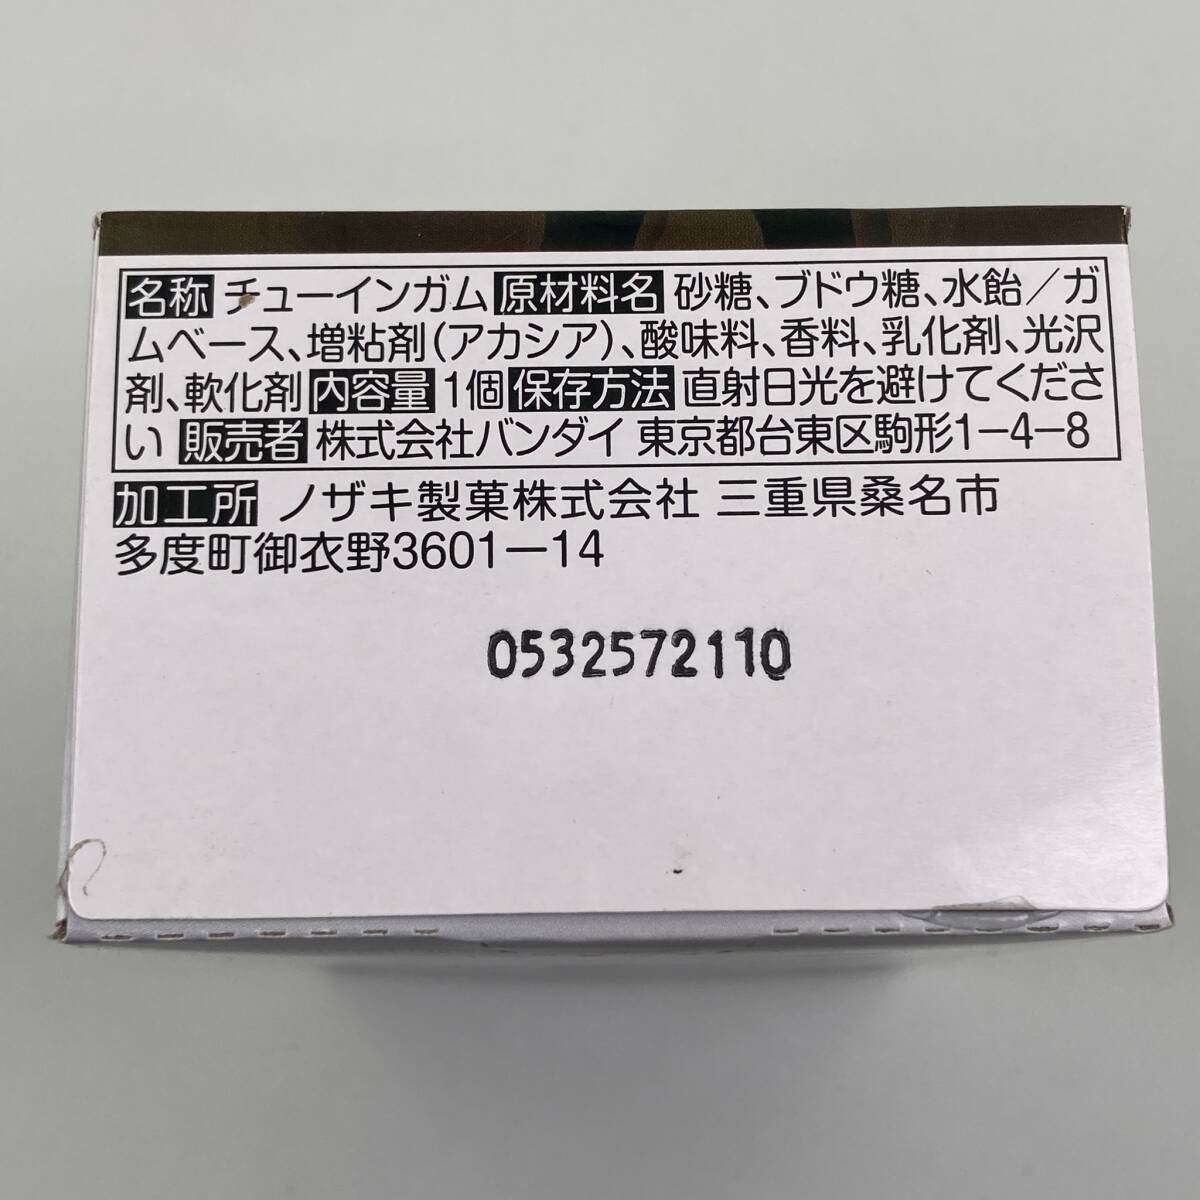 名称 チューインガム 原材料名 砂糖、ブドウ糖、水飴／ガ
ムベース、増粘剤(アカシア)、酸味料、香料、乳化剤、光沢
剤、軟化剤 内容量 1個 保存方法 直射日光を避けてくださ
い 販売者 株式会社バンダイ 東京都台東区駒形1-4-8
加工所 ノザキ製菓株式会社 三重県桑名市
多度町御衣野3601-14
0532572110